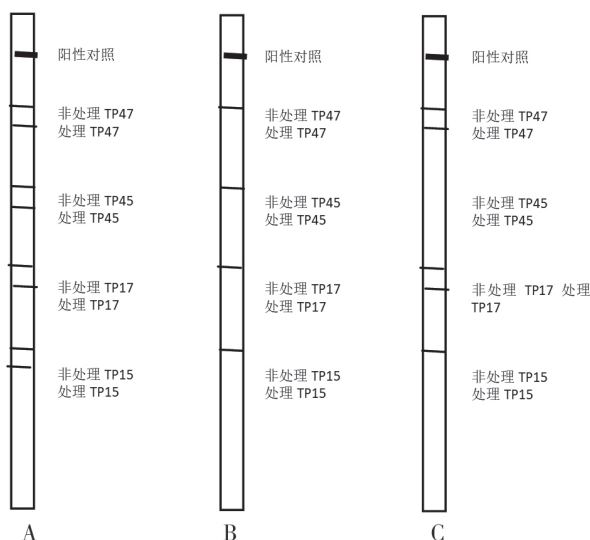 阳性对照
非处理 TP47
处理 TP47
非处理 TP45
处理 TP45
非处理 TP17
处理 TP17
非处理 TP15
处理 TP15
A
阳性对照
非处理 TP47
处理 TP47
非处理 TP45
处理 TP45
非处理 TP17
处理 TP17
非处理 TP15
处理 TP15
B
阳性对照
非处理 TP47
处理 TP47
非处理 TP45
处理 TP45
非处理 TP17 处理
TP17
非处理 TP15
处理 TP15
C